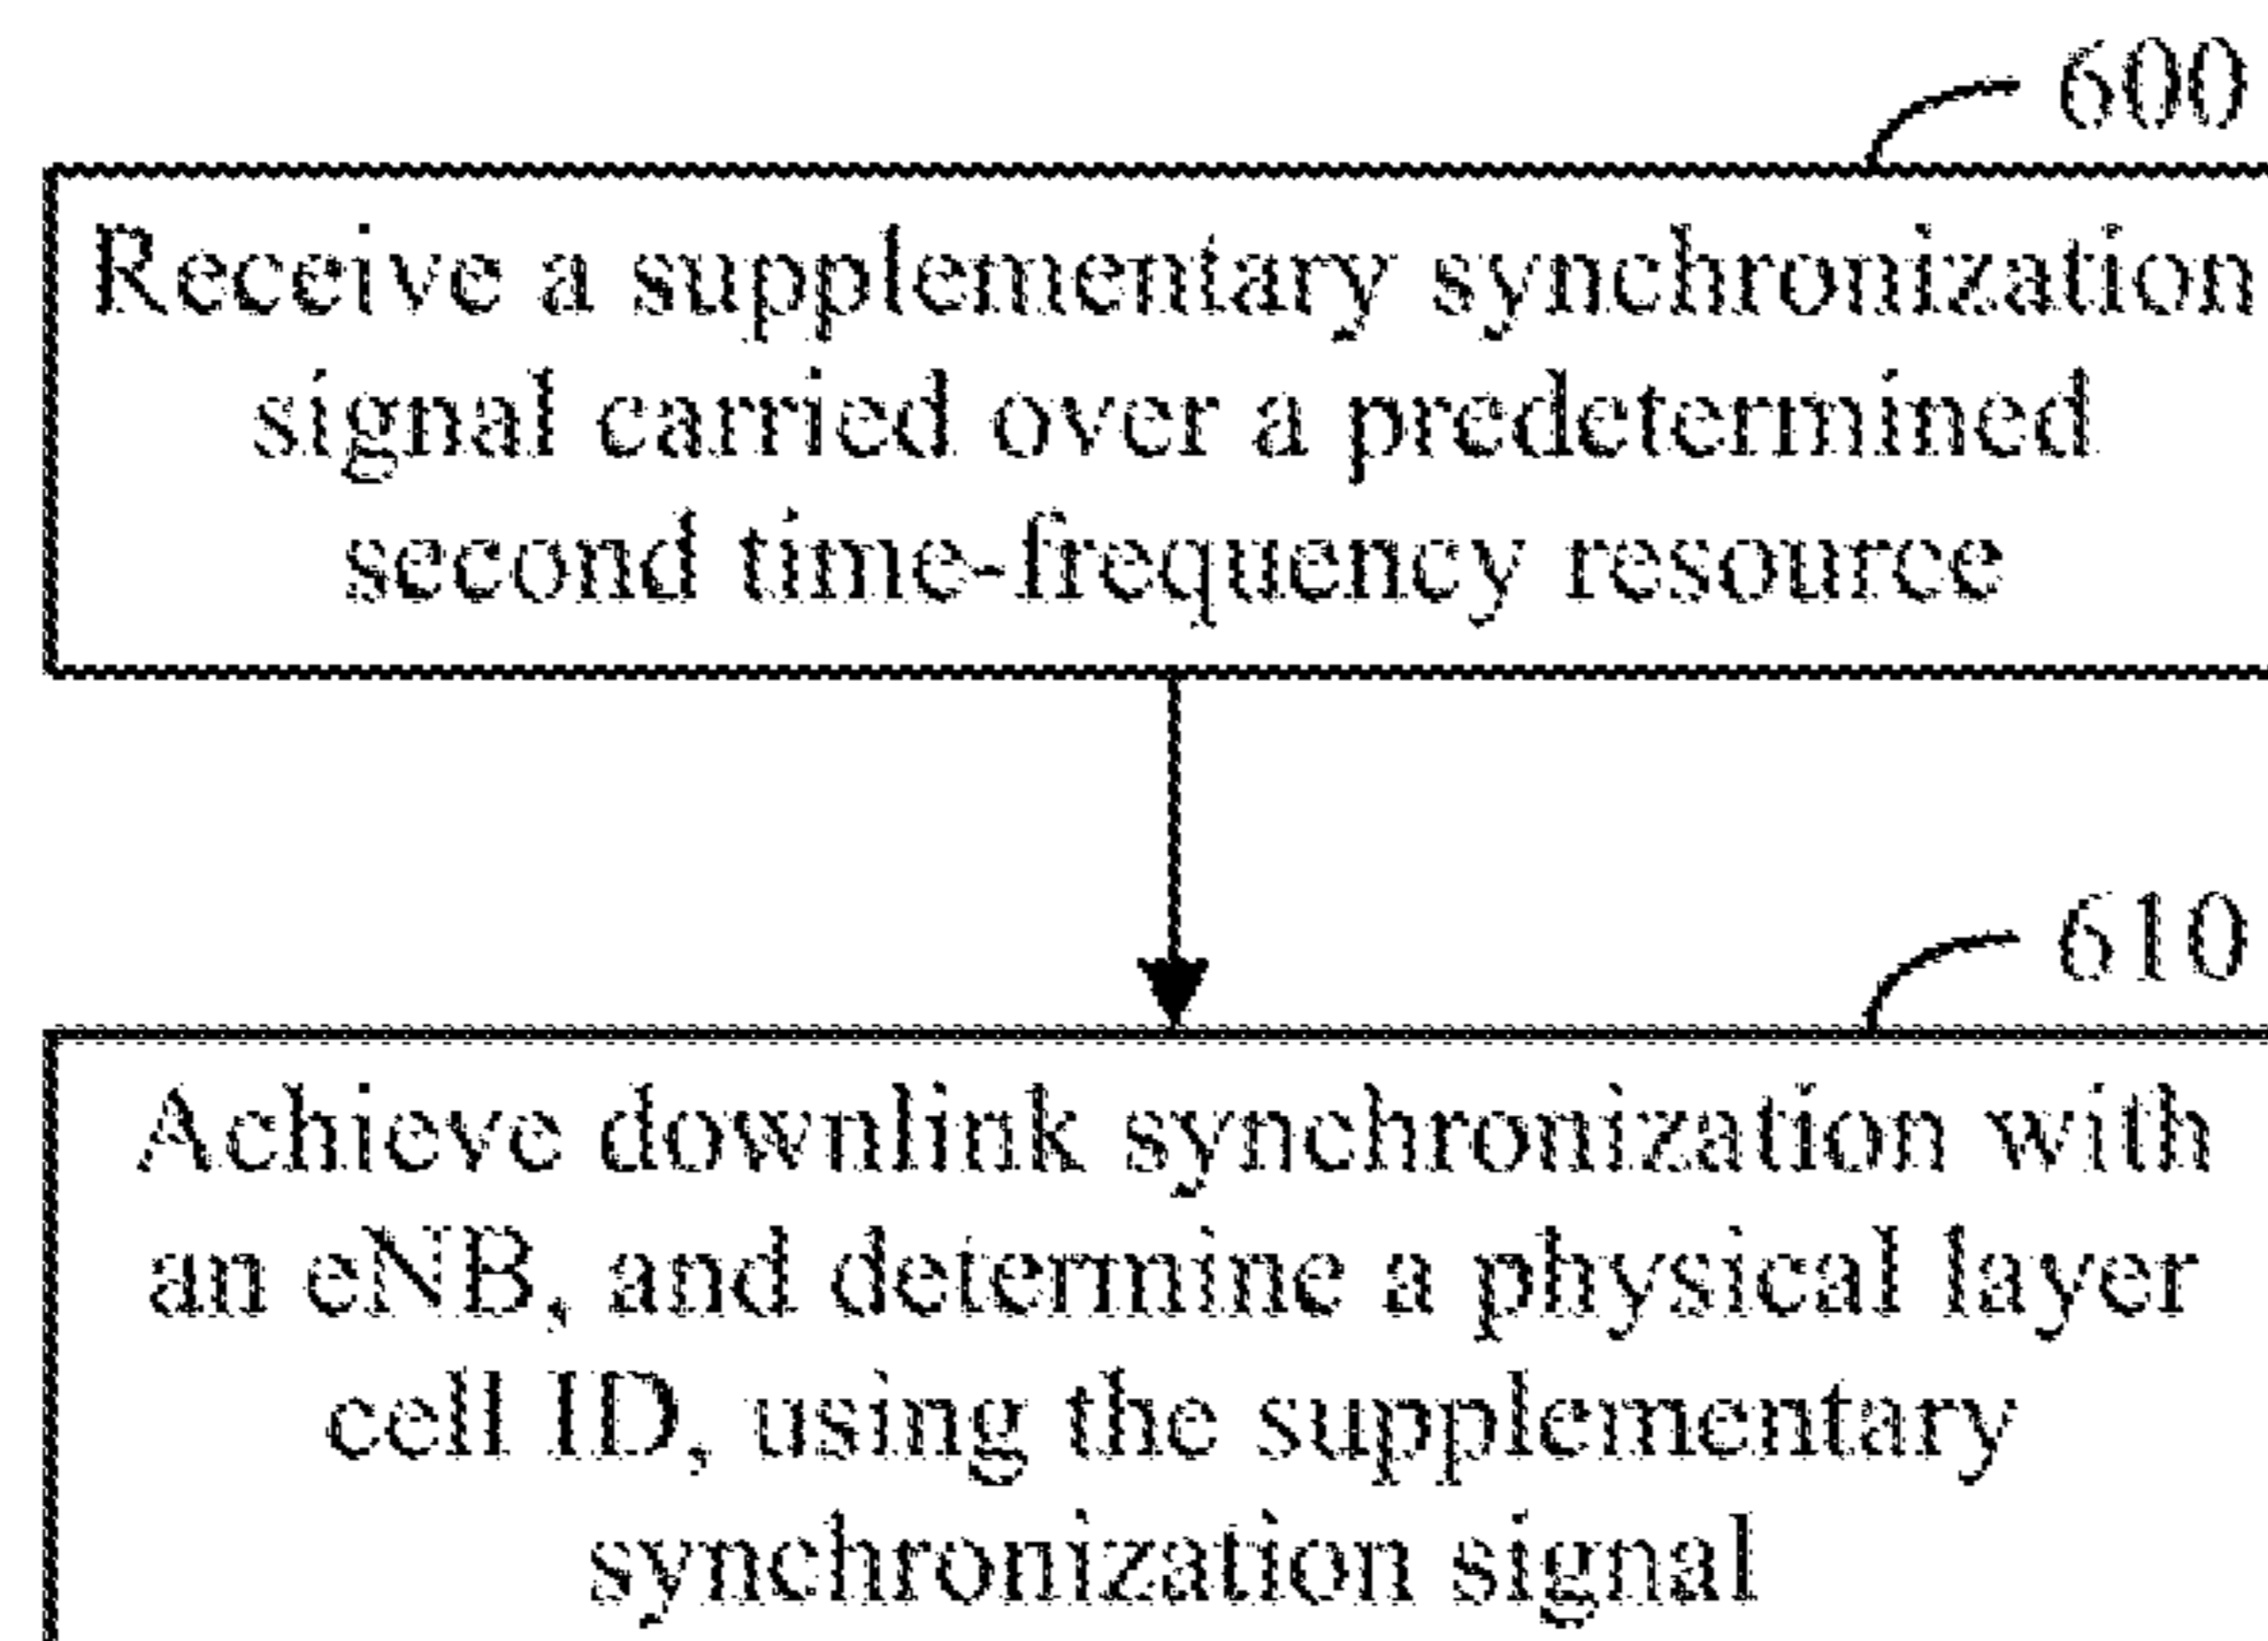 600
Receive a supplementary synchronization
signal carried over a predetermined
second time-frequency resource
610
Achieve downlink synchronization with
an eNB, and determine a physical layer
cell ID, using the supplementary
synchronization signal